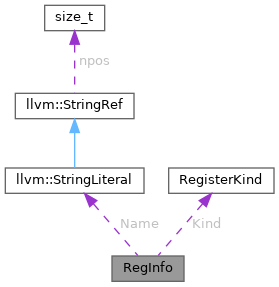 size_t
npos
llvm::StringRef
llvm::StringLiteral
RegisterKind
Name
Kind
RegInfo